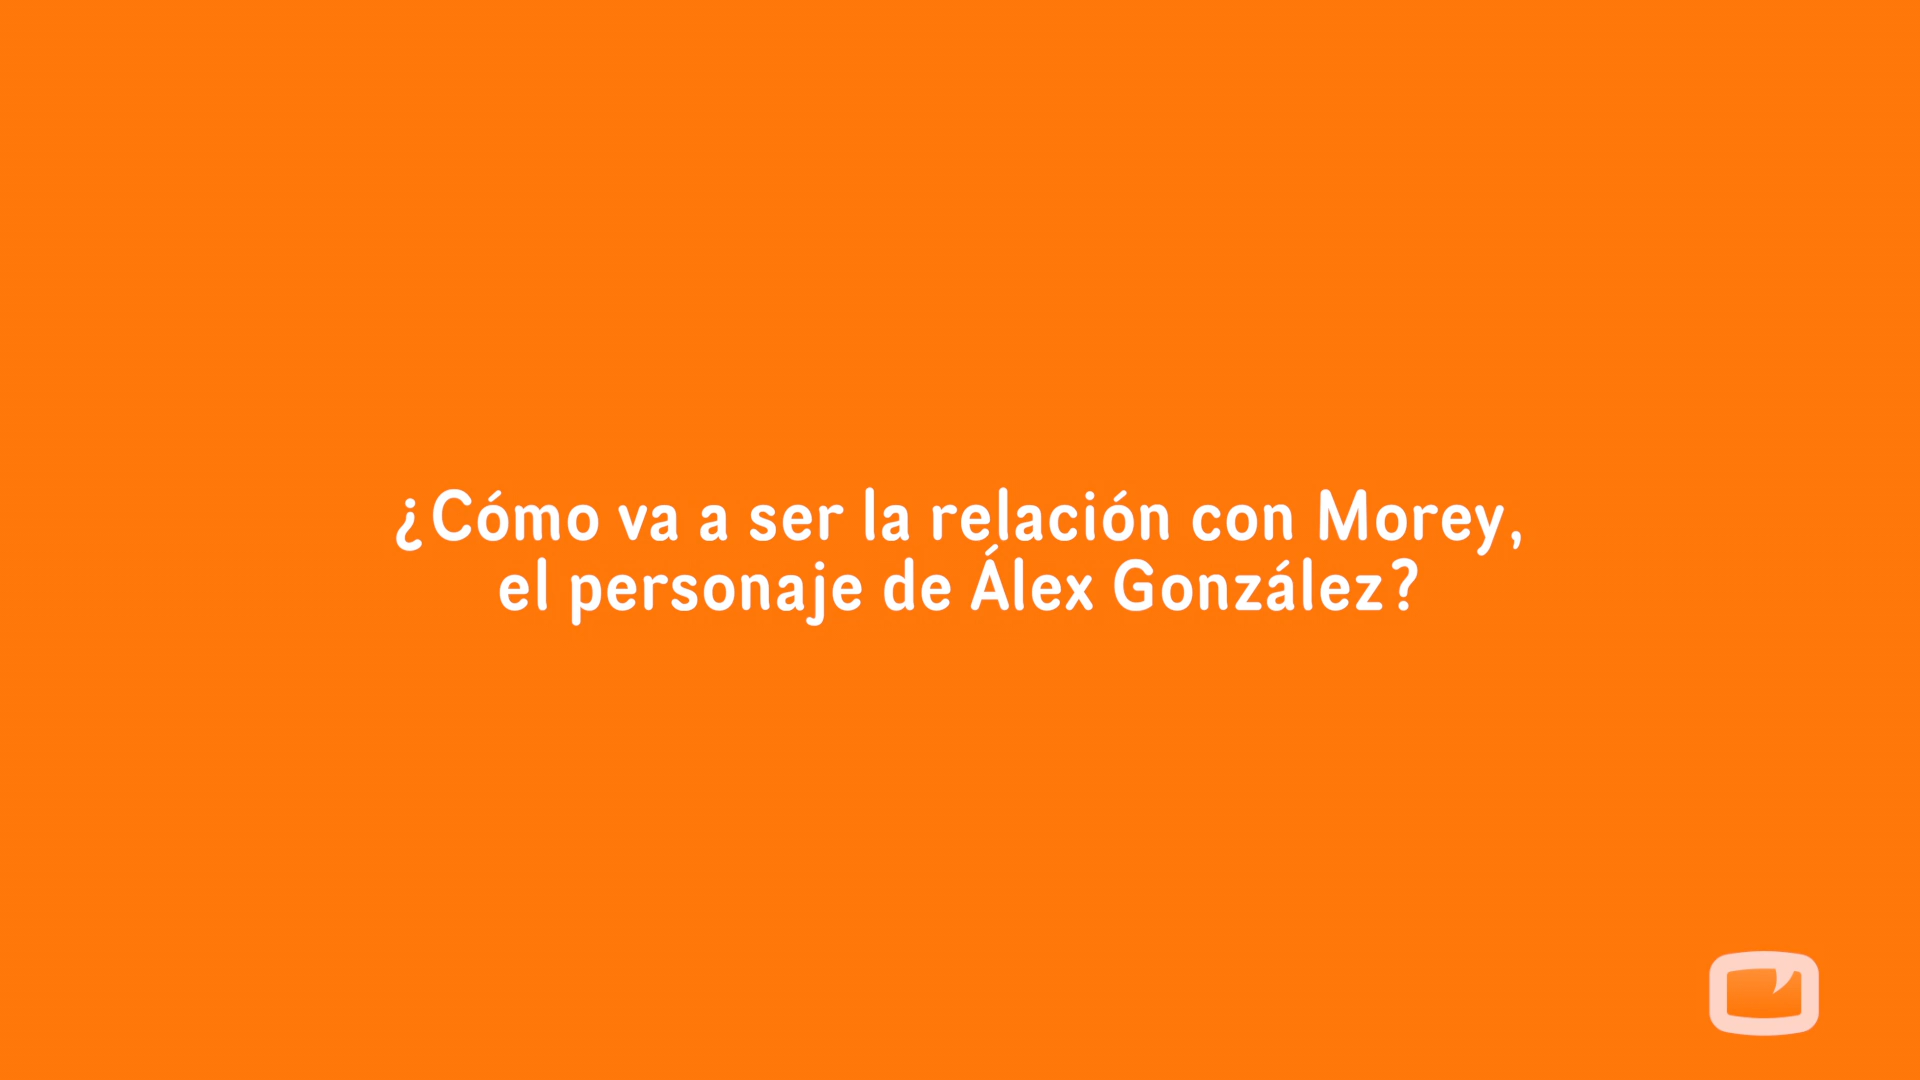 ¿Cómo va a ser la relación con Morey,
el personaje de Álex González?